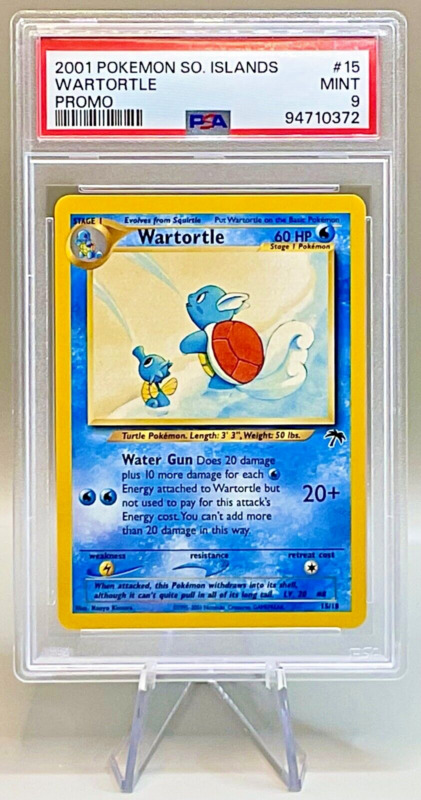 2001 POKEMON SO. ISLANDS #15
WARTORTLE MINT
PROMO 9
PSA 94710372
STAGE 1 Evolves from Squirtle Put Wartortle on the Basic Pokémon
Wartortle 60 HP
Stage 1 Pokémon
Turtle Pokémon. Length: 3' 3", Weight: 50 lbs.
Water Gun Does 20 damage
plus 10 more damage for each
Energy attached to Wartortle but
not used to pay for this attack's
Energy cost. You can't add more
than 20 damage in this way.
20+
weakness resistance retreat cost
When attacked, this Pokémon withdraws into its shell,
although it can't quite pull in all of its long tail. LV. #8
15/18
PSA